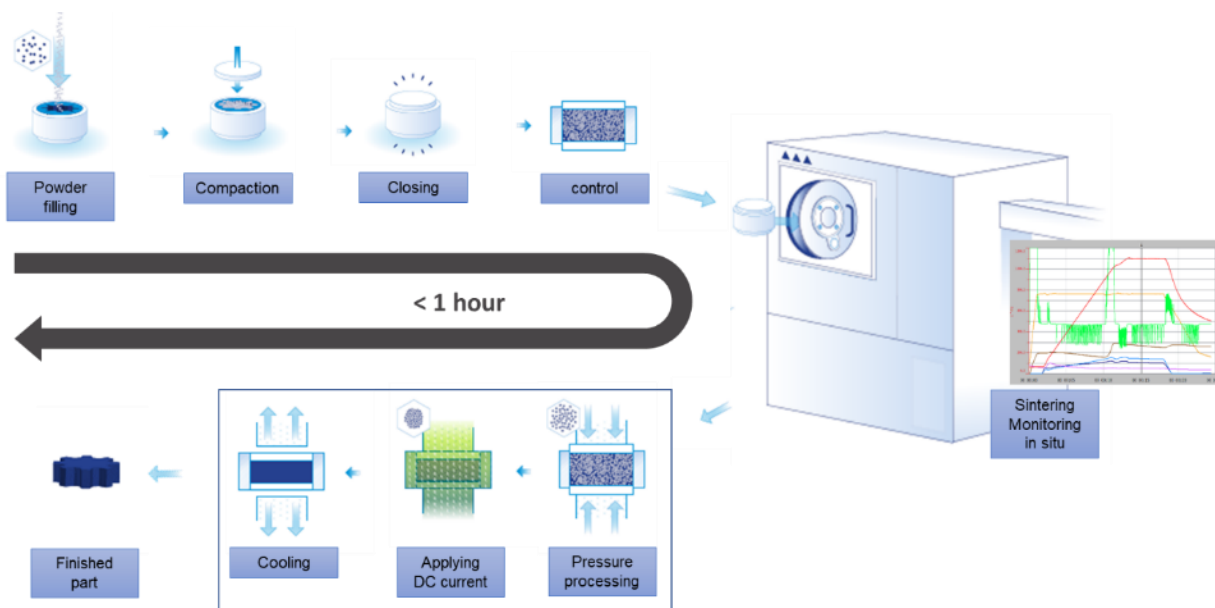 Powder
filling
Compaction
Closing
control
< 1 hour
Sintering
Monitoring
in situ
Finished
part
Cooling
Applying
DC current
Pressure
processing